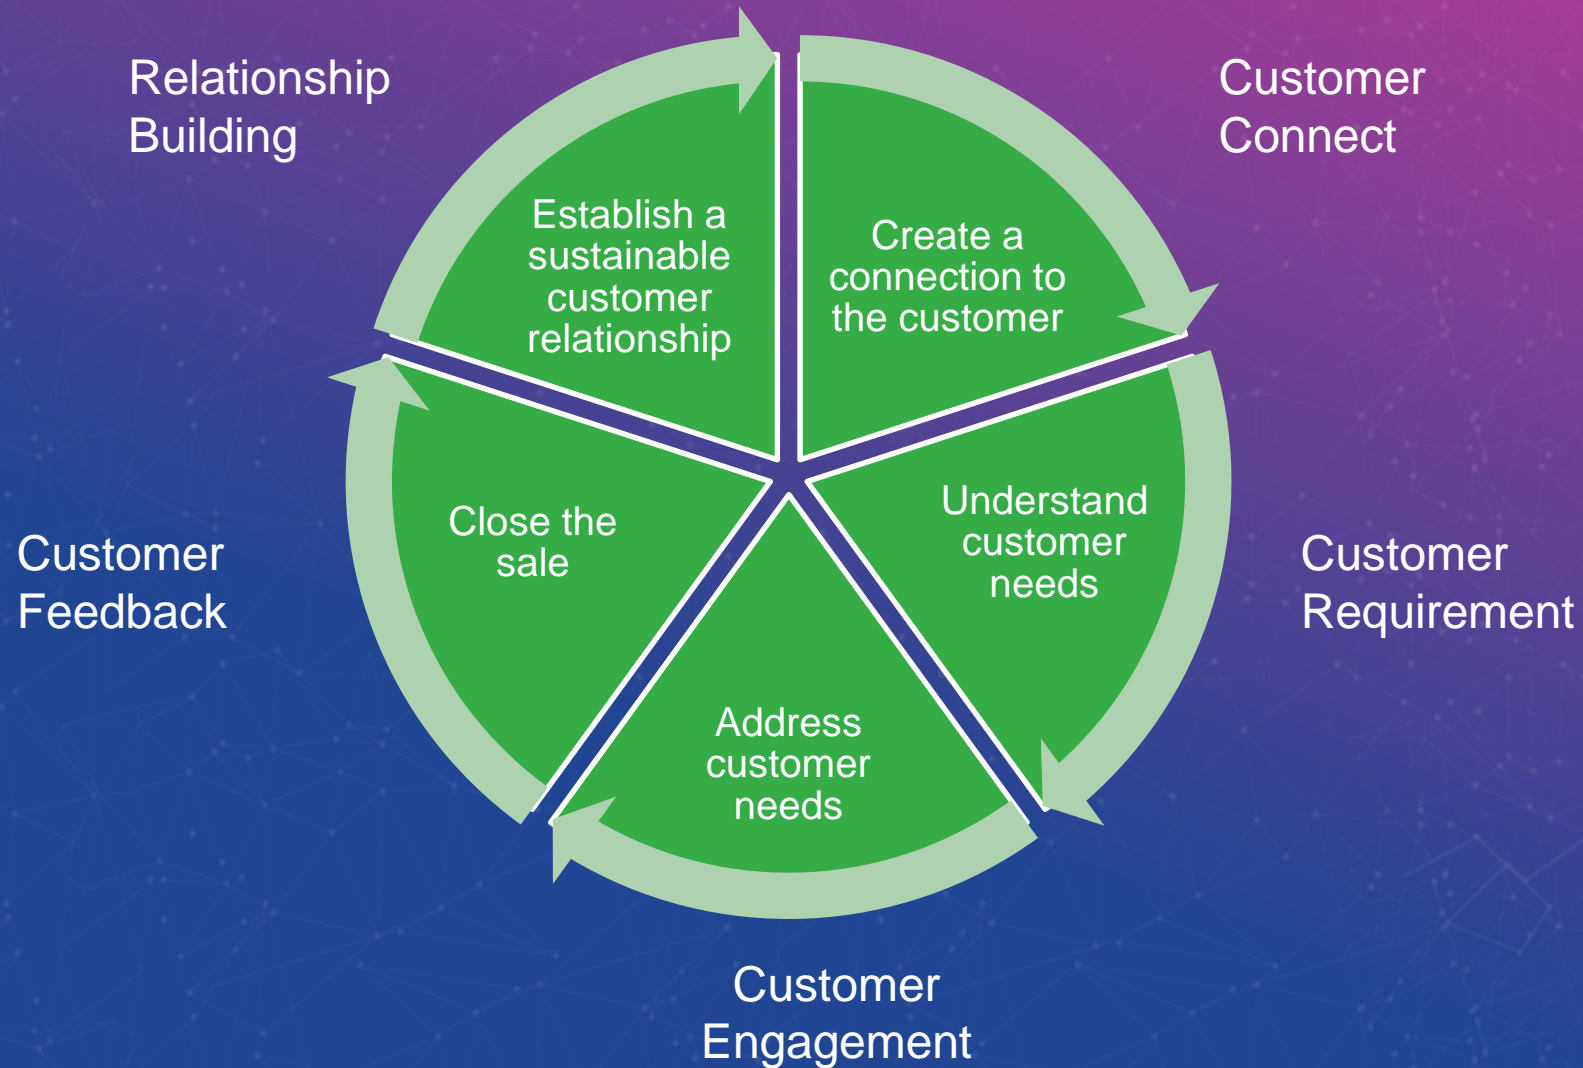 Relationship
Building
Customer
Connect
Establish a
sustainable
customer
relationship
Create a
connection to
the customer
Close the
sale
Understand
customer
needs
Customer
Feedback
Customer
Requirement
Address
customer
needs
Customer
Engagement